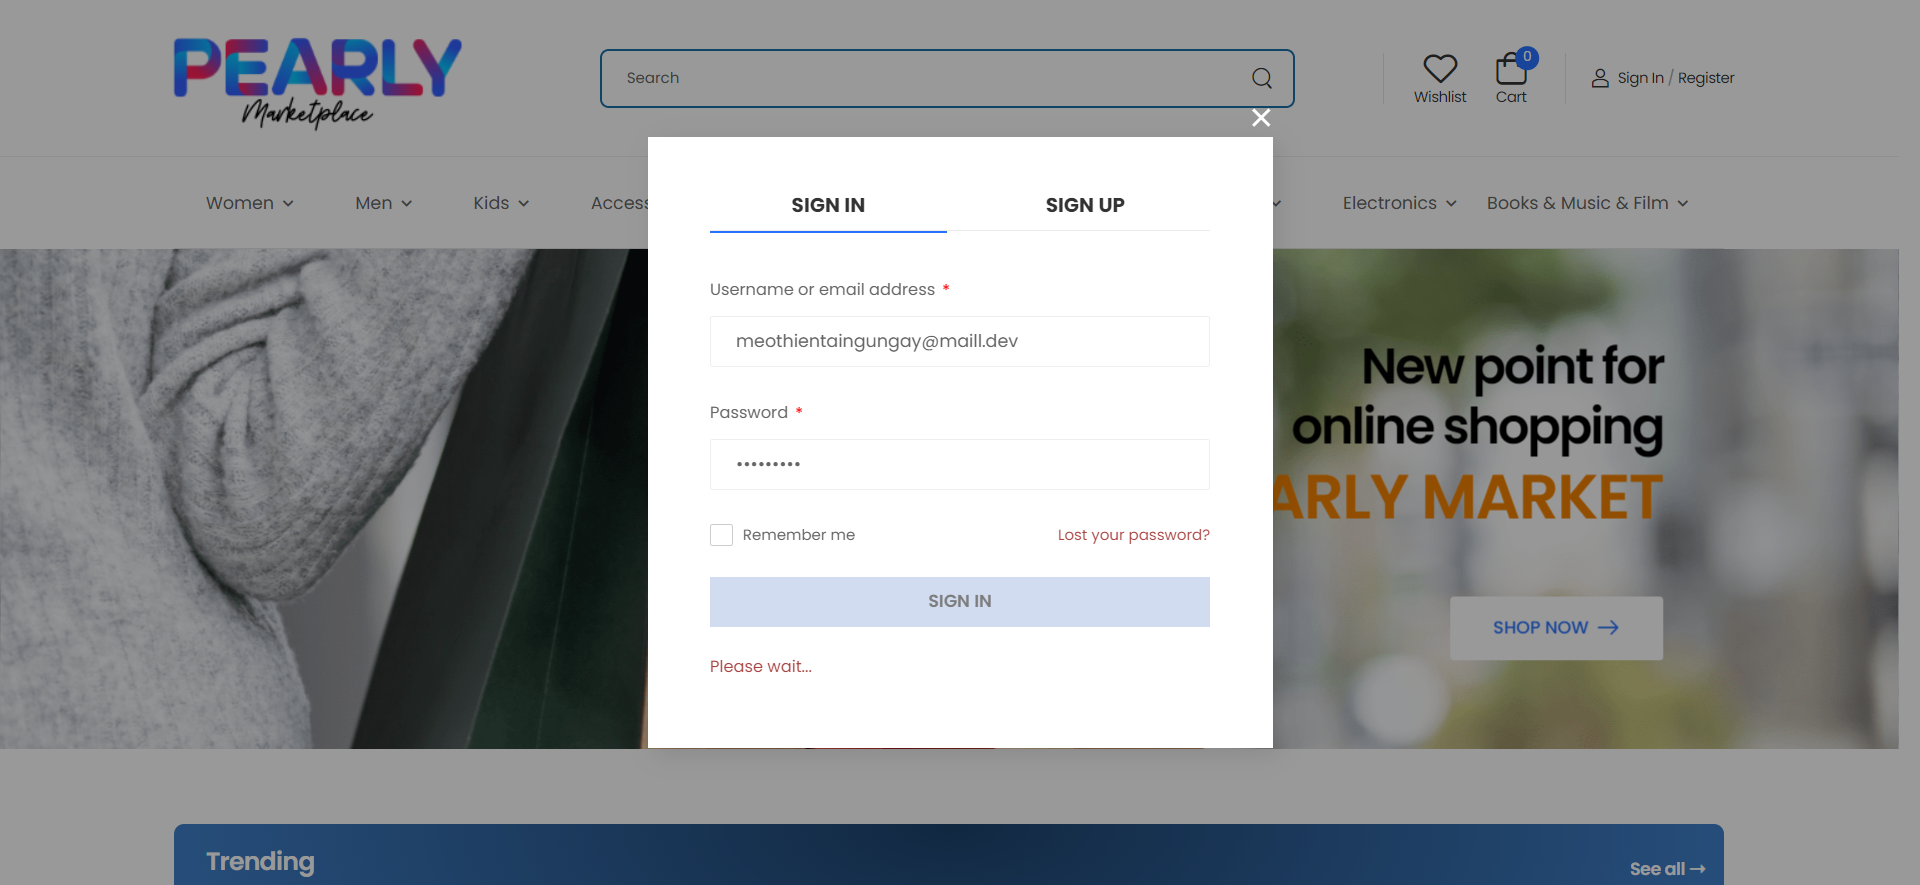 PEARLY
Marketplace
Search
Wishlist
0
Cart
Sign In / Register
Women
Men
Kids
Electronics
Books & Music & Film
SIGN IN
SIGN UP
Username or email address *
meothientaingungay@maill.dev
Password *
•••••••••
Remember me
Lost your password?
SIGN IN
Please wait...
New point for
online shopping
ARLY MARKET
SHOP NOW →
Trending
See all →